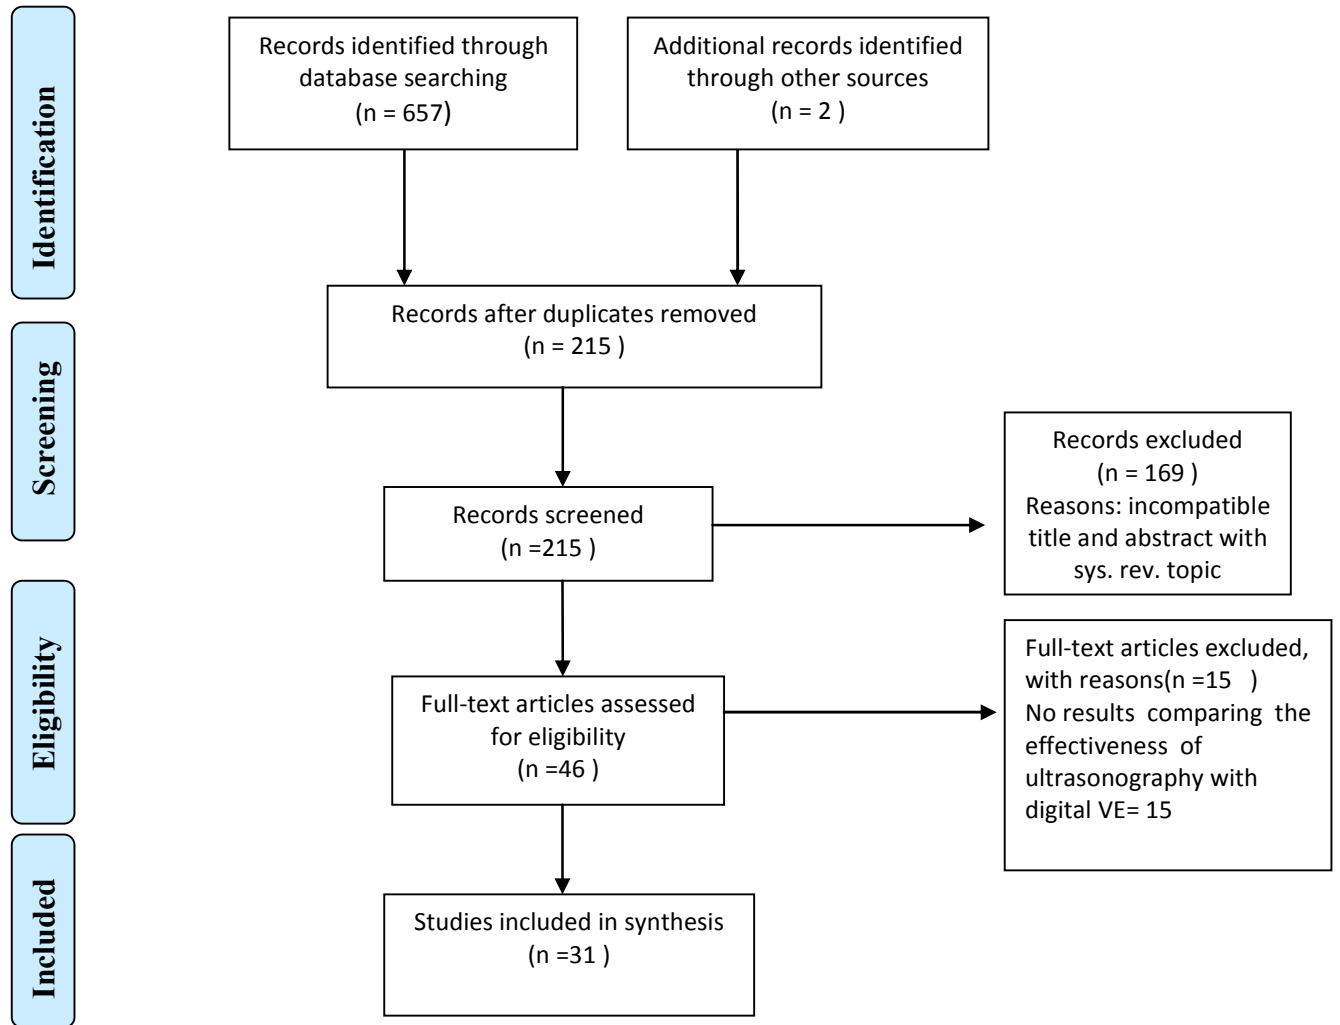 Identification
Records identified through
database searching
(n = 657)
Additional records identified
through other sources
(n = 2 )
Records after duplicates removed
(n = 215 )
Screening
Records screened
(n =215 )
Records excluded
(n = 169 )
Reasons: incompatible
title and abstract with
sys. rev. topic
Eligibility
Full-text articles assessed
for eligibility
(n =46 )
Full-text articles excluded,
with reasons(n =15 )
No results comparing the
effectiveness of
ultrasonography with
digital VE= 15
Included
Studies included in synthesis
(n =31 )